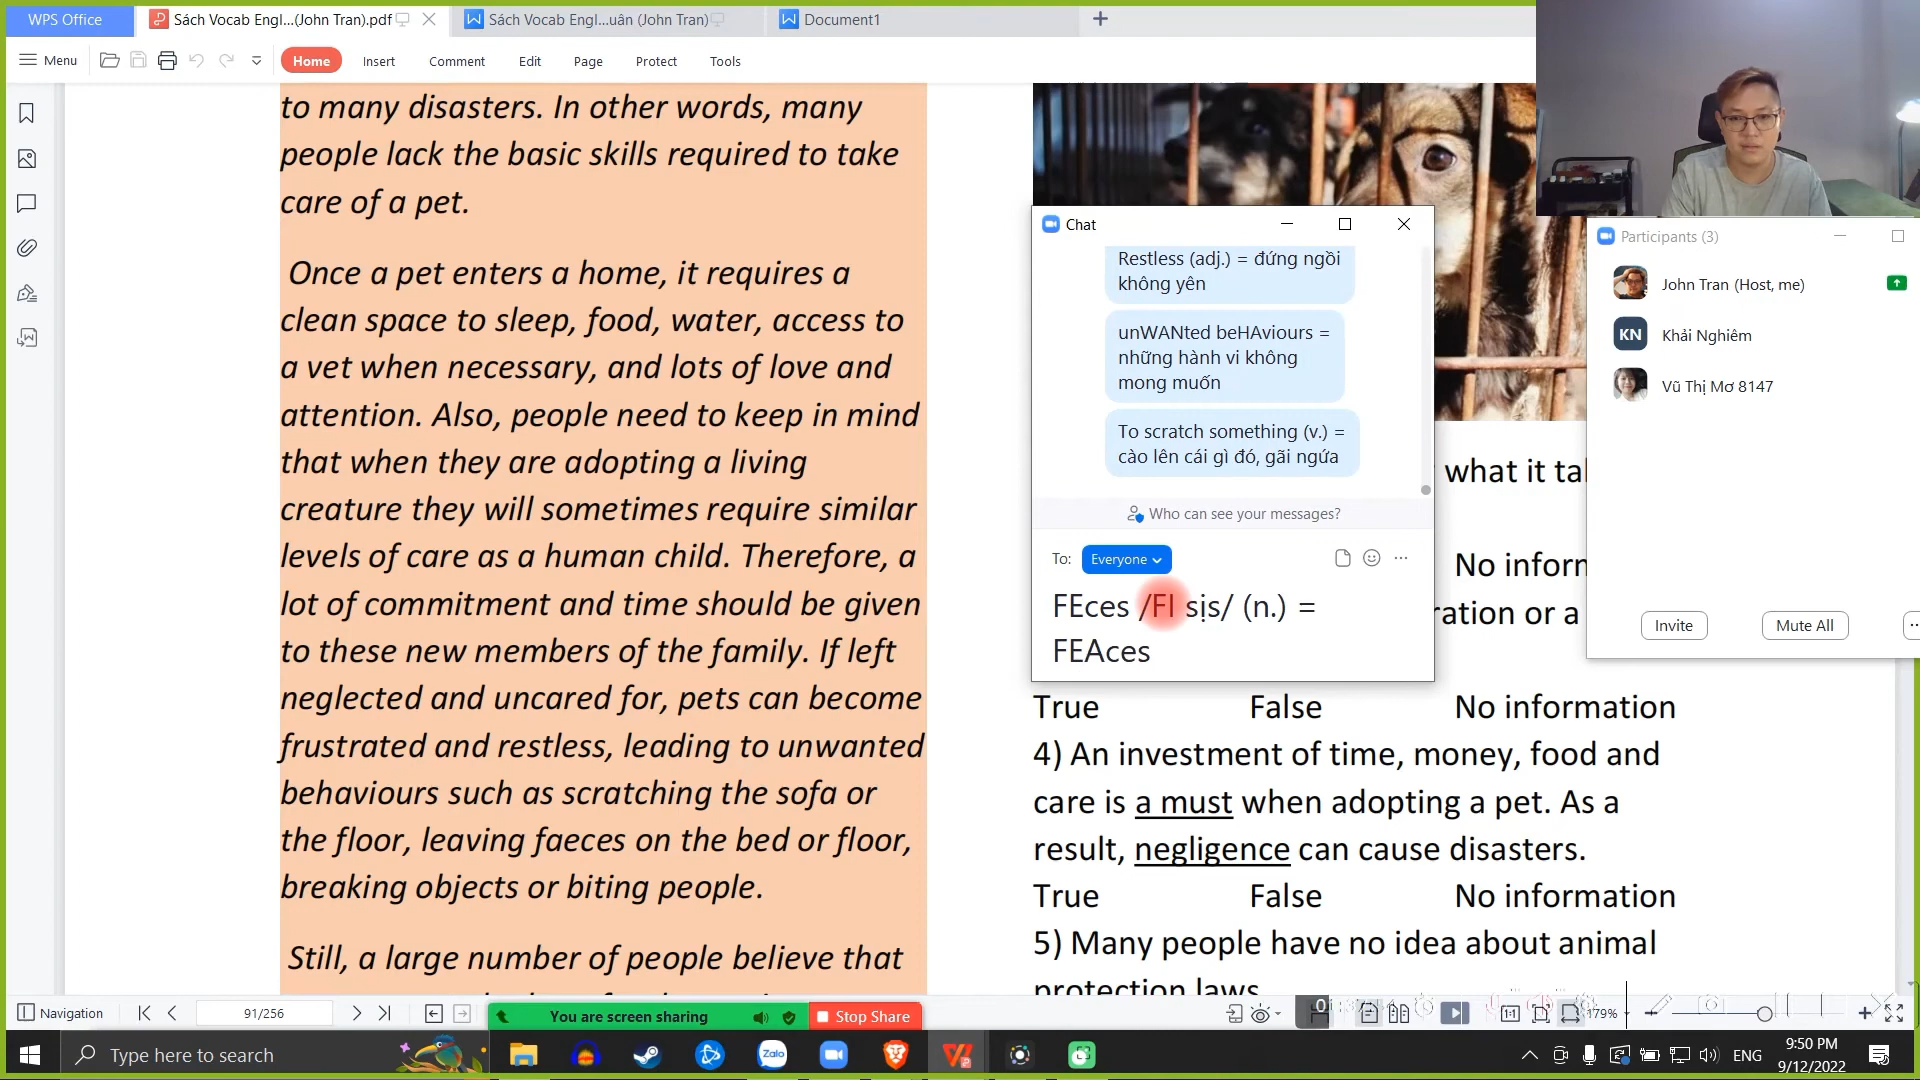 WPS Office
Sách Vocab Engl...(John Tran).pdf
Sách Vocab Engl...uân (John Tran)
Document1
Menu
Home
Insert
Comment
Edit
Page
Protect
Tools
to many disasters. In other words, many
people lack the basic skills required to take
care of a pet.
Once a pet enters a home, it requires a
clean space to sleep, food, water, access to
a vet when necessary, and lots of love and
attention. Also, people need to keep in mind
that when they are adopting a living
creature they will sometimes require similar
levels of care as a human child. Therefore, a
lot of commitment and time should be given
to these new members of the family. If left
neglected and uncared for, pets can become
frustrated and restless, leading to unwanted
behaviours such as scratching the sofa or
the floor, leaving faeces on the bed or floor,
breaking objects or biting people.
Still, a large number of people believe that
Chat
Restless (adj.) = đứng ngồi
không yên
unWANted beHAviours =
những hành vi không
mong muốn
To scratch something (v.) =
cào lên cái gì đó, gãi ngứa
Who can see your messages?
To:
Everyone
FEces /FI sịs/ (n.) =
FEAces
Participants (3)
John Tran (Host, me)
KN
Khải Nghiêm
Vũ Thị Mơ 8147
Invite
Mute All
what it tak
No inform
ration or a
True False No information
4) An investment of time, money, food and
care is a must when adopting a pet. As a
result, negligence can cause disasters.
True False No information
5) Many people have no idea about animal
protection laws
Navigation
91/256
You are screen sharing
Stop Share
179%
Type here to search
Zalo
ENG
9:50 PM
9/12/2022